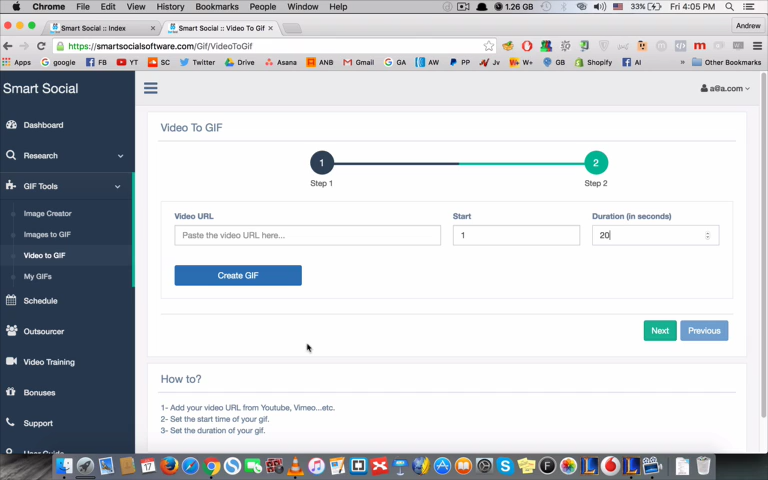 Chrome File Edit View History Bookmarks People Window Help 1.26 GB 33% Fri 4:05 PM
Smart Social :: Index Smart Social :: Video To Gif Andrew
https://smartsocialsoftware.com/Gif/VideoToGif
Apps google FB YT SC Twitter Drive Asana ANB Gmail GA AW PP Jv W+ GB Shopify AI » Other Bookmarks
Smart Social
a@a.com
Dashboard
Research
GIF Tools
Image Creator
Images to GIF
Video to GIF
My GIFs
Schedule
Outsourcer
Video Training
Bonuses
Support
User Guide
Video To GIF
1 2
Step 1 Step 2
Video URL Start Duration (in seconds)
Paste the video URL here... 1 20
Create GIF
Next Previous
How to?
1- Add your video URL from Youtube, Vimeo...etc.
2- Set the start time of your gif.
3- Set the duration of your gif.
17